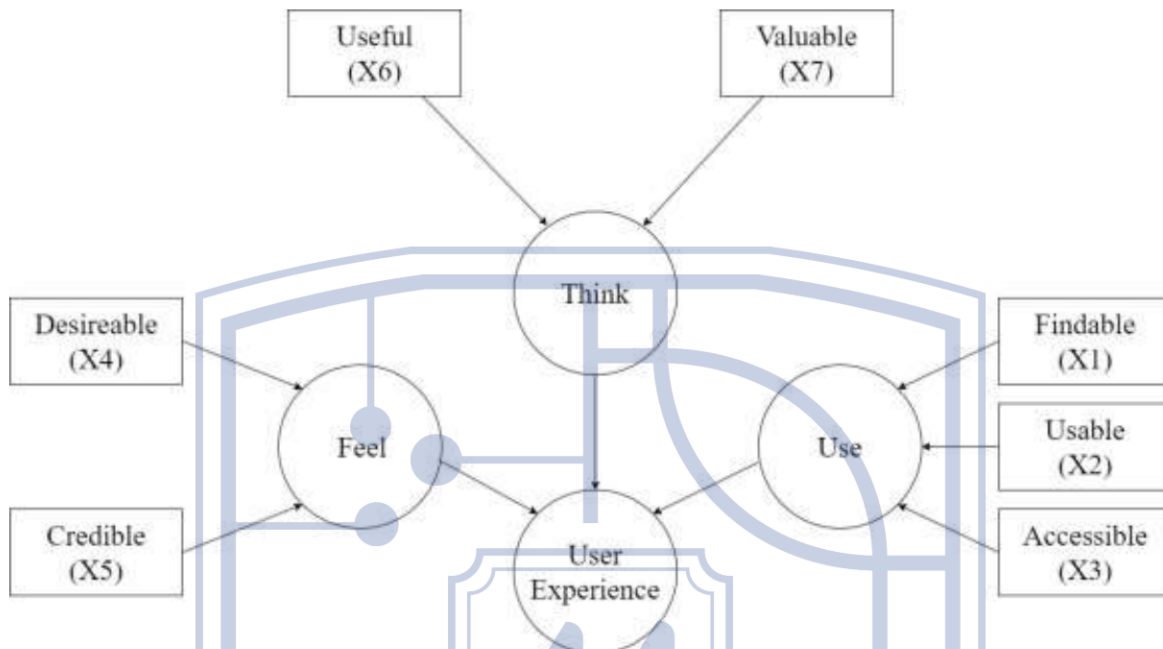 Useful
(X6)
Valuable
(X7)
Think
Desireable
(X4)
Findable
(X1)
Feel
Use
Usable
(X2)
Credible
(X5)
User
Experience
Accessible
(X3)